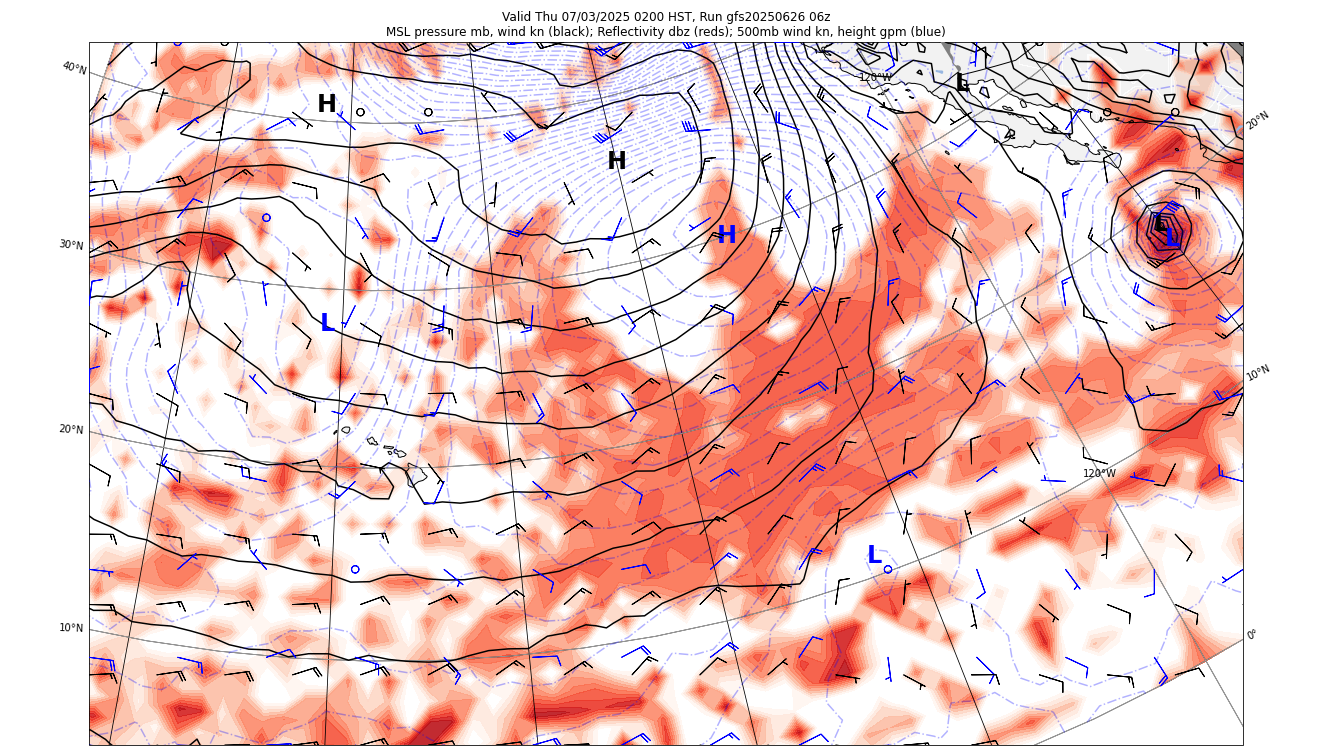 Valid Thu 07/03/2025 0200 HST, Run gfs20250626 06z
MSL pressure mb, wind kn (black); Reflectivity dbz (reds); 500mb wind kn, height gpm (blue)
40°N
120°W
L
20°N
H
H
L
L
H
30°N
L
10°N
20°N
120°W
L
10°N
0°